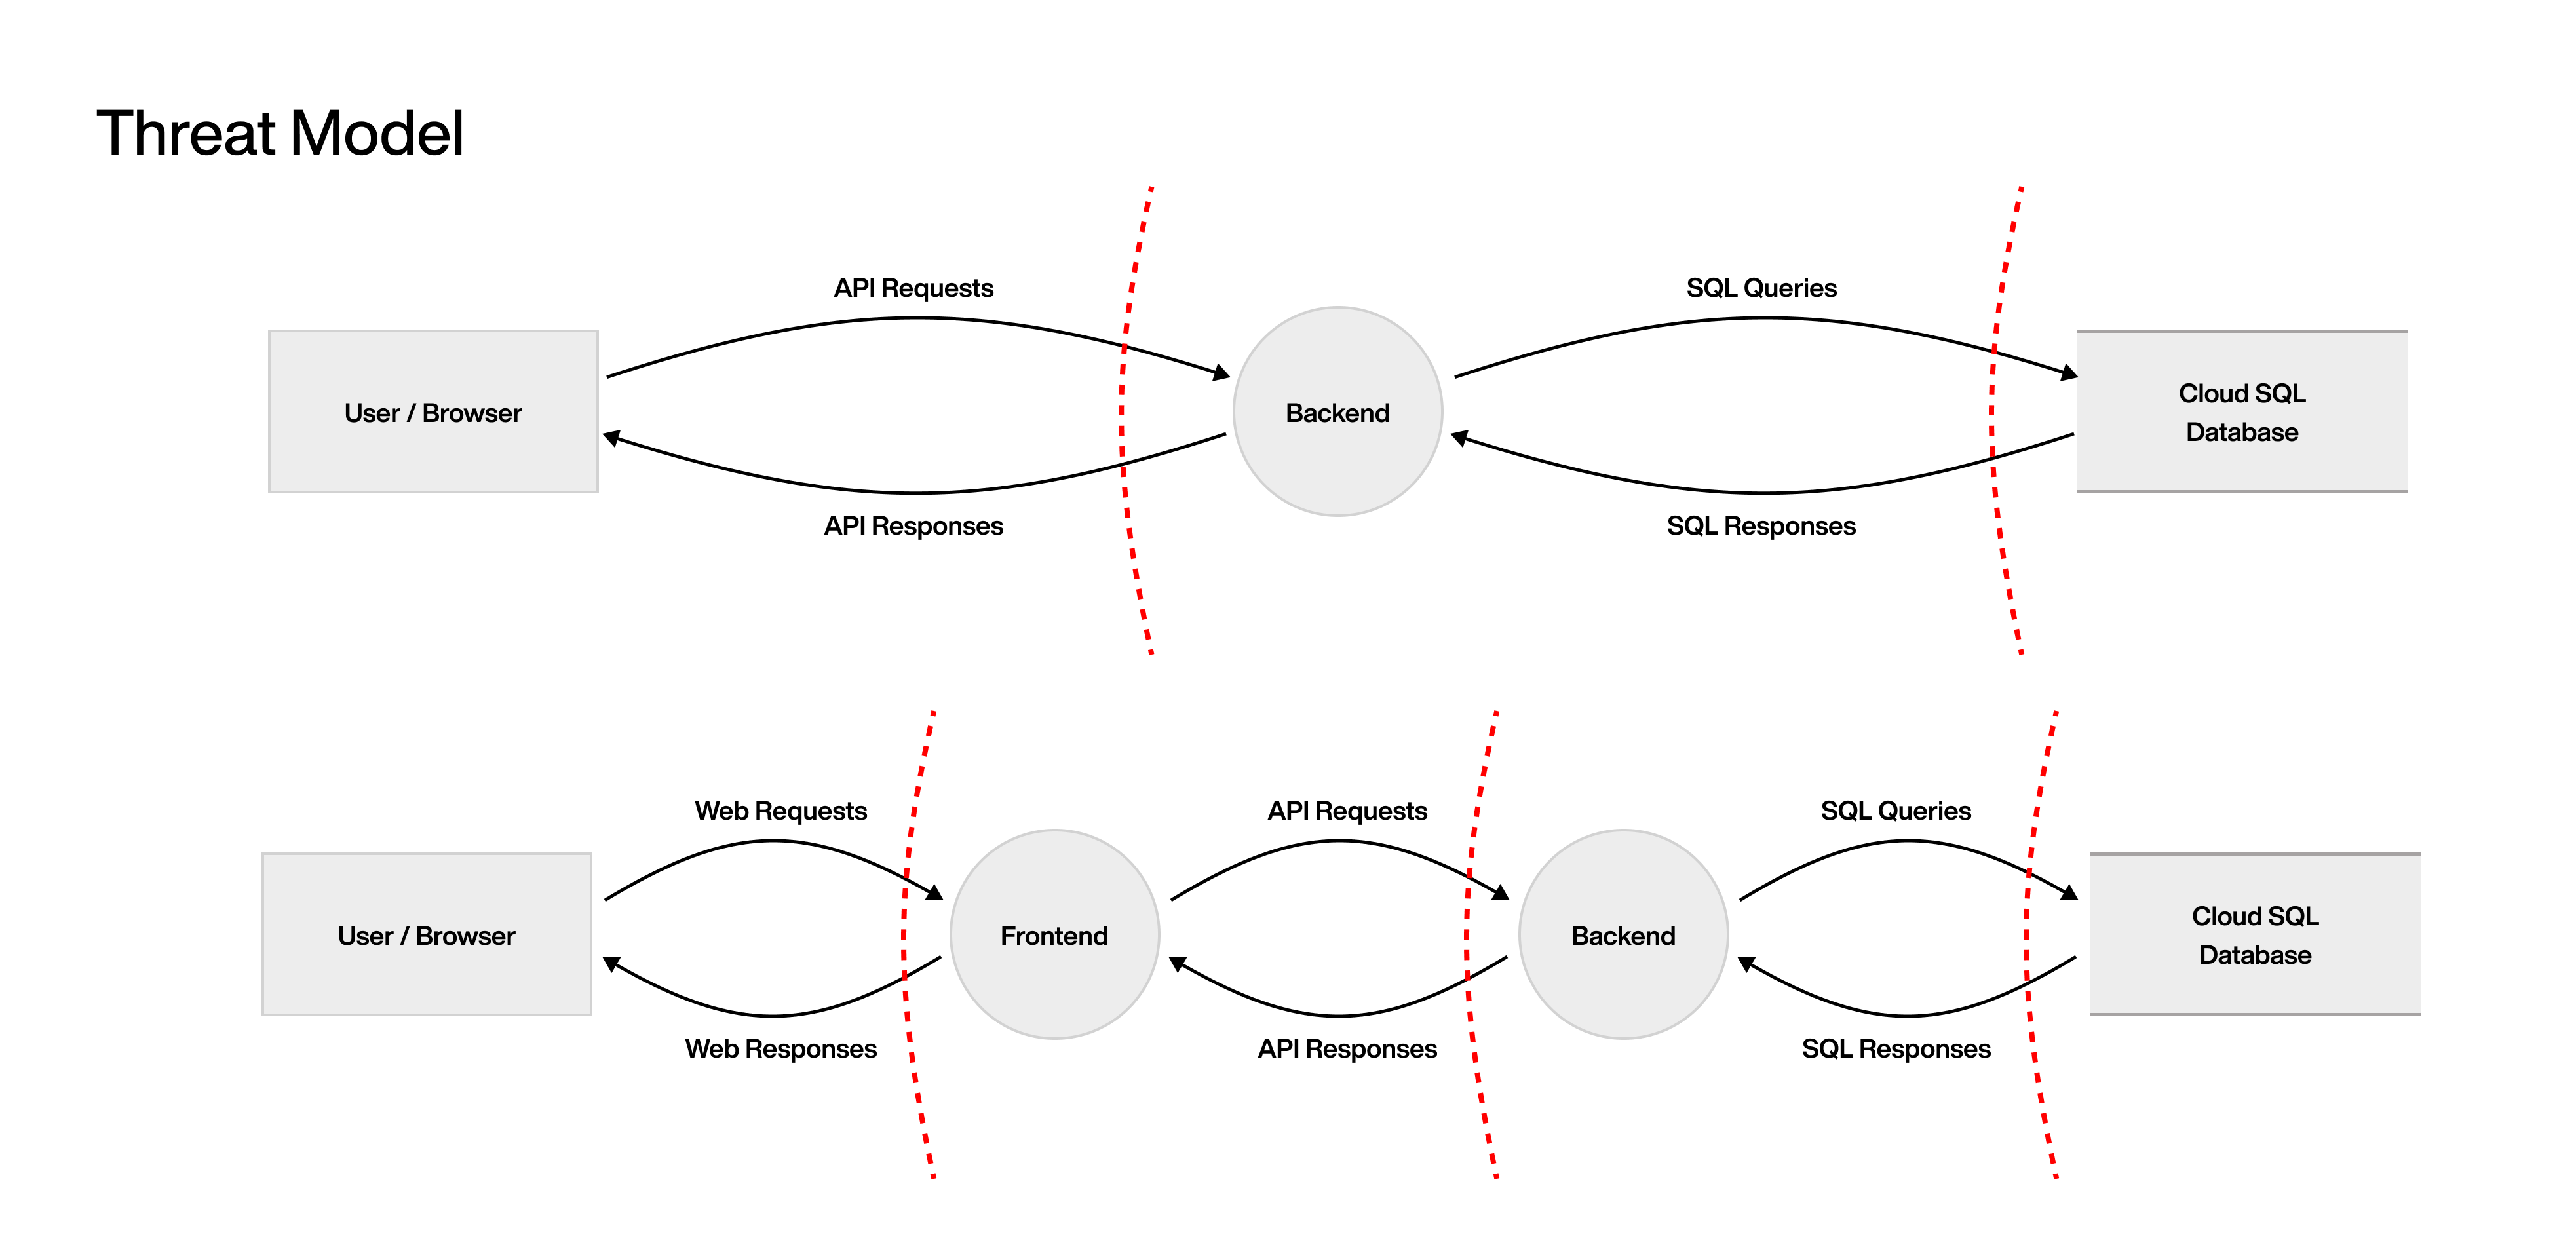 Threat Model
API Requests
SQL Queries
User / Browser
Backend
Cloud SQL
Database
API Responses
SQL Responses
Web Requests
API Requests
SQL Queries
User / Browser
Frontend
Backend
Cloud SQL
Database
Web Responses
API Responses
SQL Responses